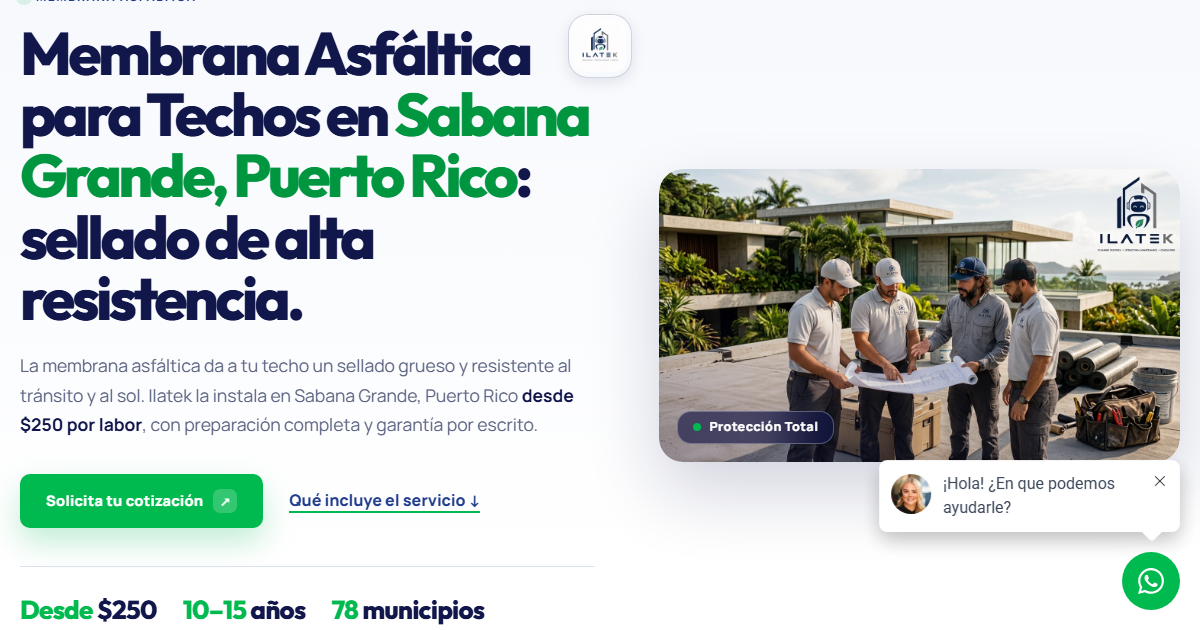 Membrana Asfáltica
para Techos en Sabana
Grande, Puerto Rico:
sellado de alta
resistencia.
ILATEK
La membrana asfáltica da a tu techo un sellado grueso y resistente al
tránsito y al sol. Ilatek la instala en Sabana Grande, Puerto Rico desde
$250 por labor, con preparación completa y garantía por escrito.
Solicita tu cotización ↗
Qué incluye el servicio ↓
Desde $250
10–15 años
78 municipios
ILATEK
Protección Total
¡Hola! ¿En que podemos
ayudarle?